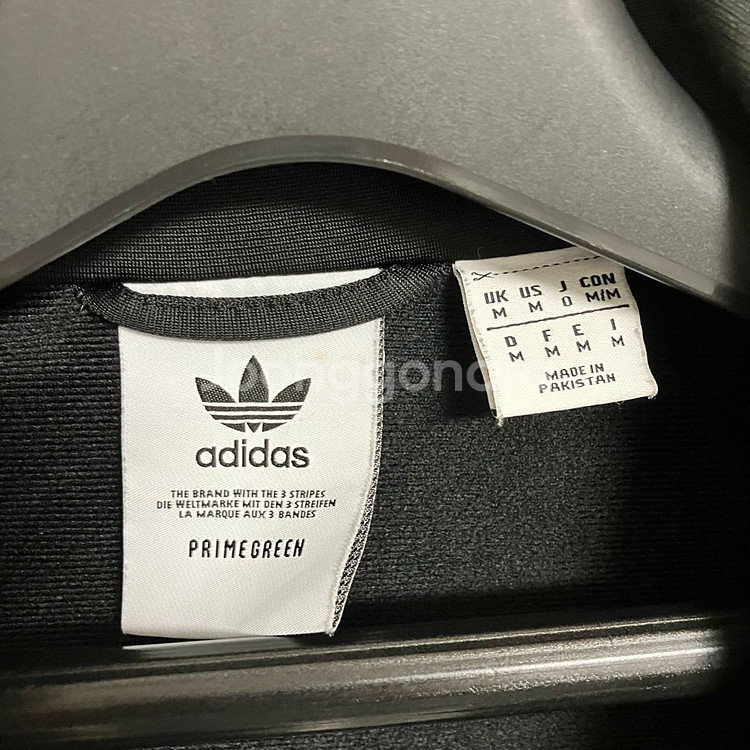 adidas
THE BRAND WITH THE 3 STRIPES
DIE WELTMARKE MIT DEN 3 STREIFEN
LA MARQUE AUX 3 BANDES
PRIMEGREEN
UK US J CON
M M O M/M
D F E I
M M M M
MADE IN
PAKISTAN